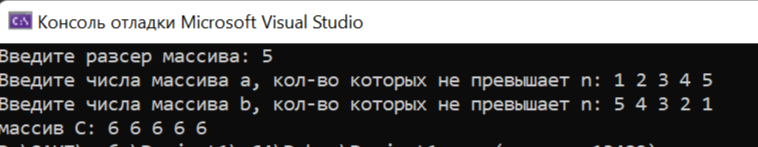 Консоль отладки Microsoft Visual Studio
Введите разсер массива: 5
Введите числа массива a, кол-во которых не превышает n: 1 2 3 4 5
Введите числа массива b, кол-во которых не превышает n: 5 4 3 2 1
массив С: 6 6 6 6 6